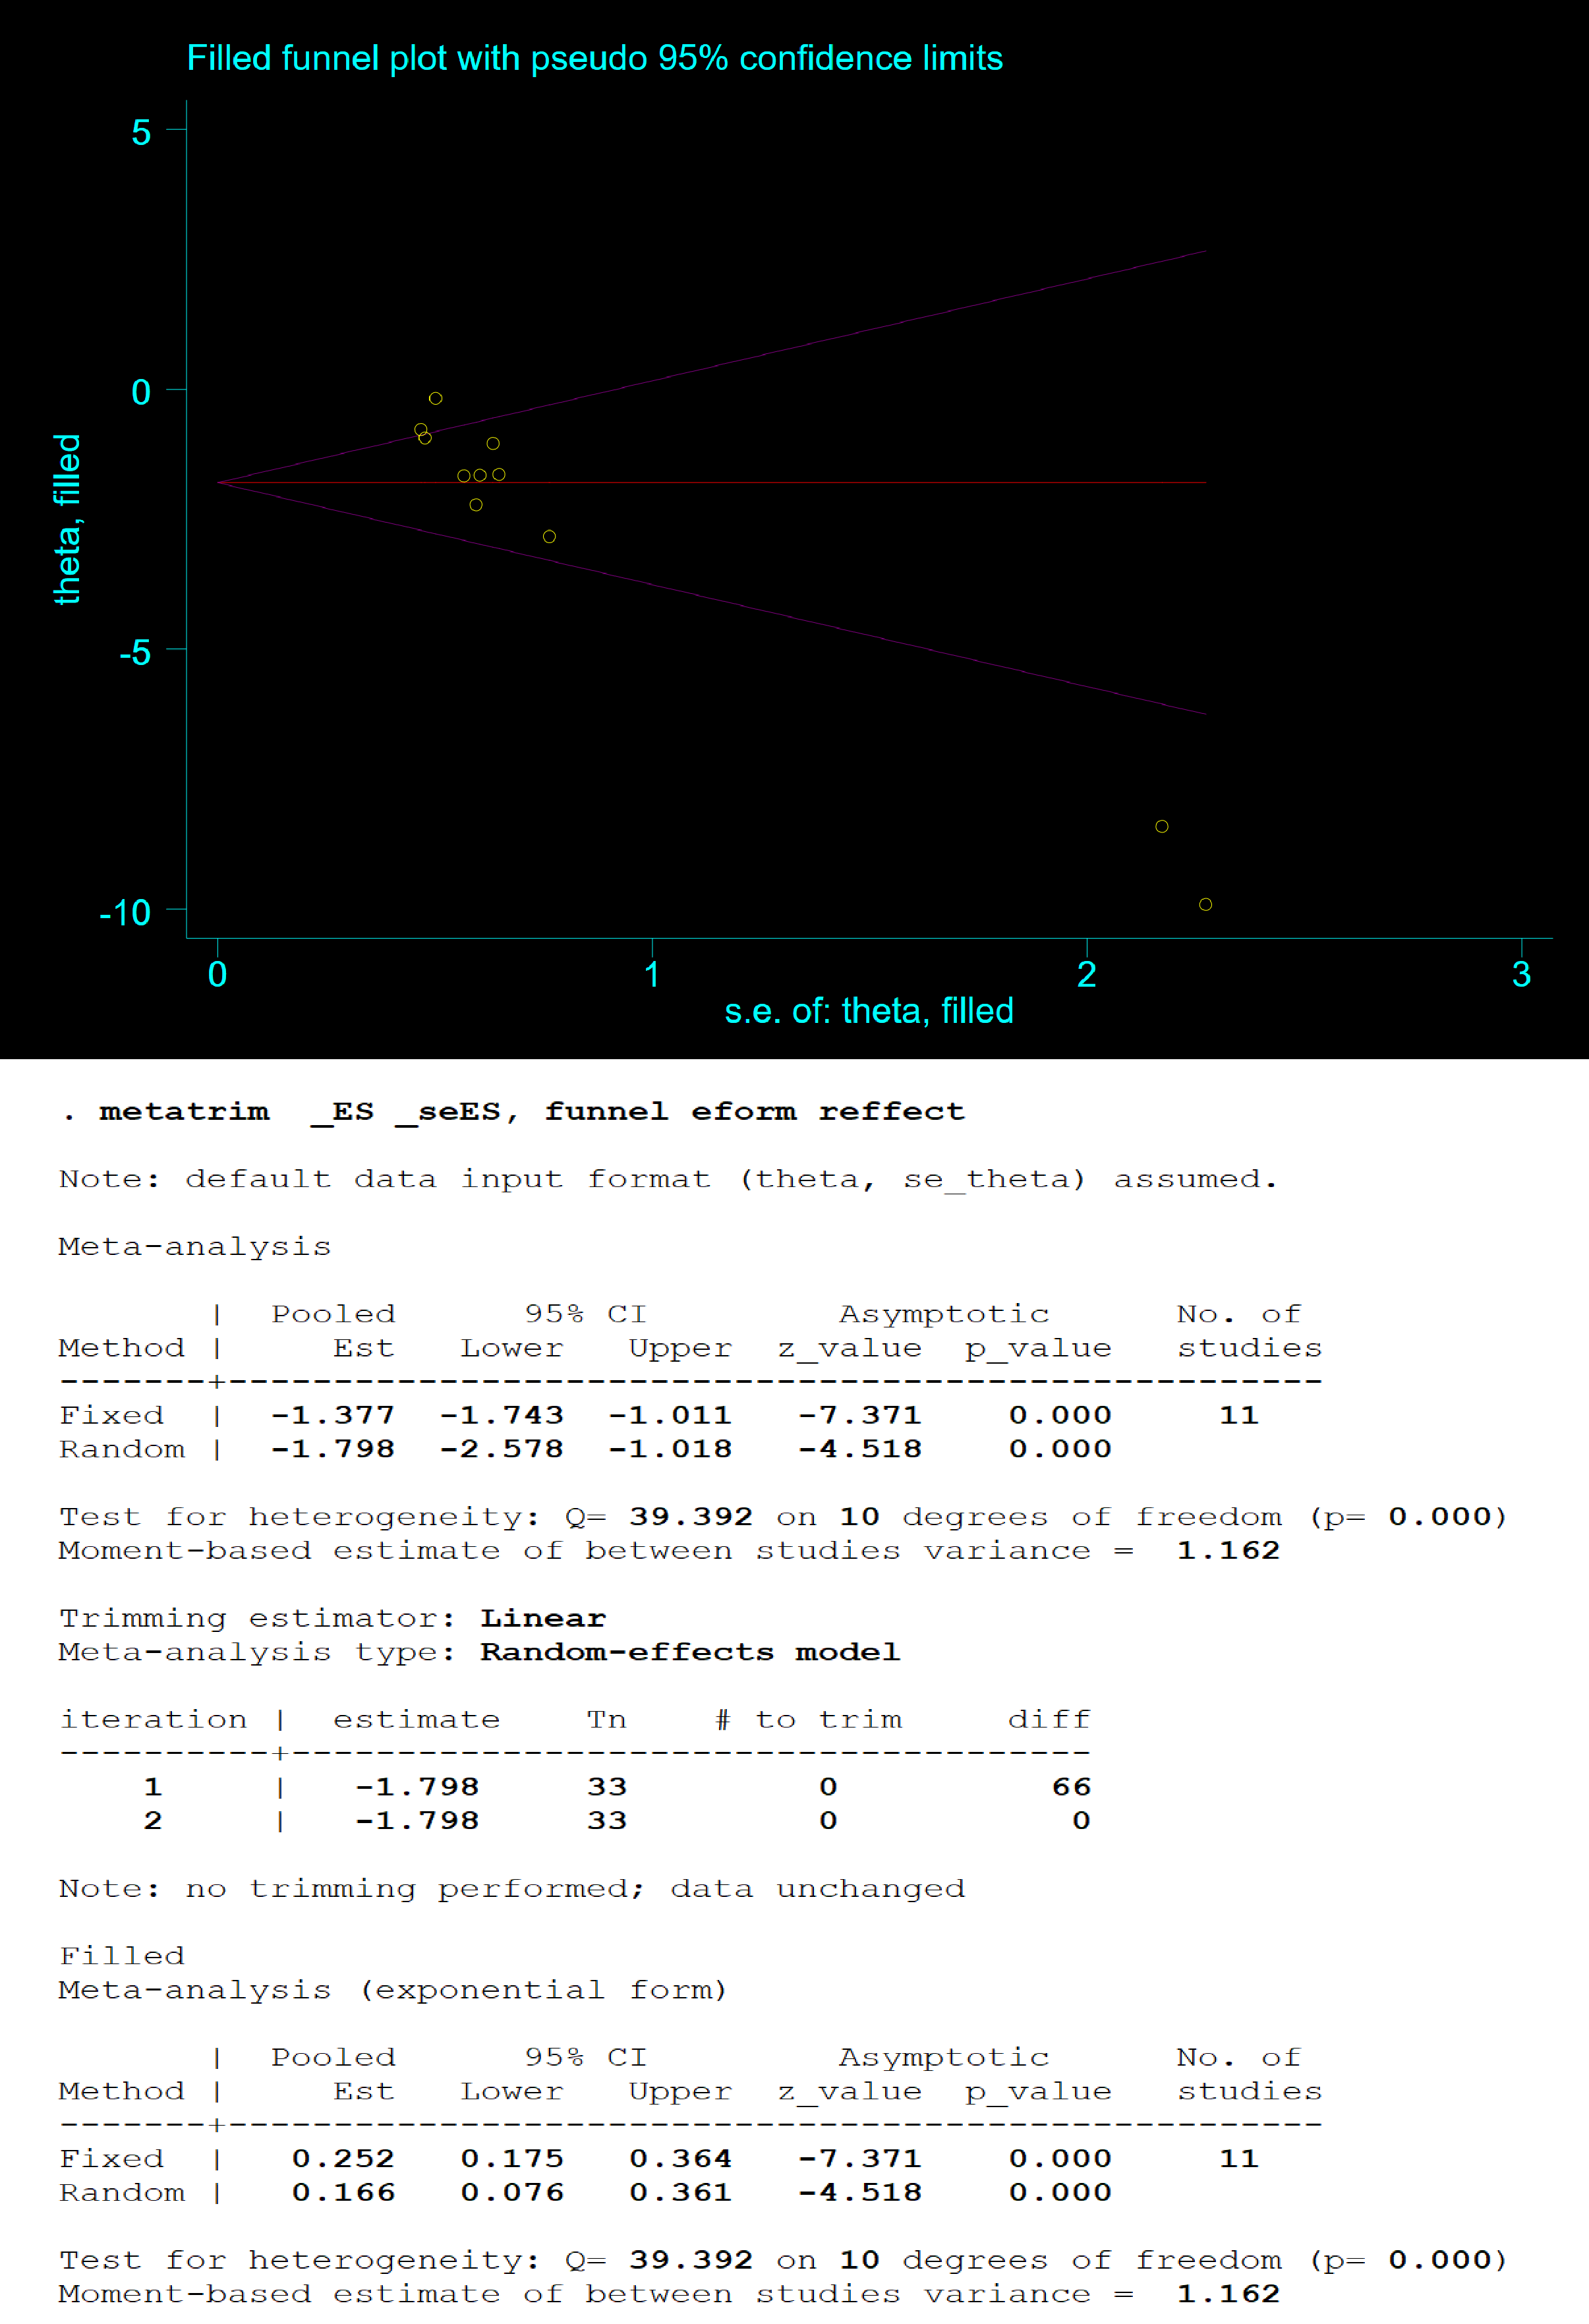 Filled funnel plot with pseudo 95% confidence limits
5
0
-5
-10
theta, filled
0 1 2 3
s.e. of: theta, filled
. metatrim  _ES _seES, funnel eform reffect
Note: default data input format (theta, se_theta) assumed.
Meta-analysis
       |  Pooled      95% CI         Asymptotic      No. of
Method |     Est   Lower   Upper  z_value  p_value   studies
-------+----------------------------------------------------
Fixed  |  -1.377  -1.743  -1.011   -7.371    0.000     11
Random |  -1.798  -2.578  -1.018   -4.518    0.000
Test for heterogeneity: Q= 39.392 on 10 degrees of freedom (p= 0.000)
Moment-based estimate of between studies variance =  1.162
Trimming estimator: Linear
Meta-analysis type: Random-effects model
iteration |  estimate     Tn    # to trim     diff
----------+--------------------------------------
    1     |   -1.798     33         0          66
    2     |   -1.798     33         0           0
Note: no trimming performed; data unchanged
Filled
Meta-analysis (exponential form)
       |  Pooled      95% CI         Asymptotic      No. of
Method |     Est   Lower   Upper  z_value  p_value   studies
-------+----------------------------------------------------
Fixed  |   0.252   0.175   0.364   -7.371    0.000     11
Random |   0.166   0.076   0.361   -4.518    0.000
Test for heterogeneity: Q= 39.392 on 10 degrees of freedom (p= 0.000)
Moment-based estimate of between studies variance =  1.162